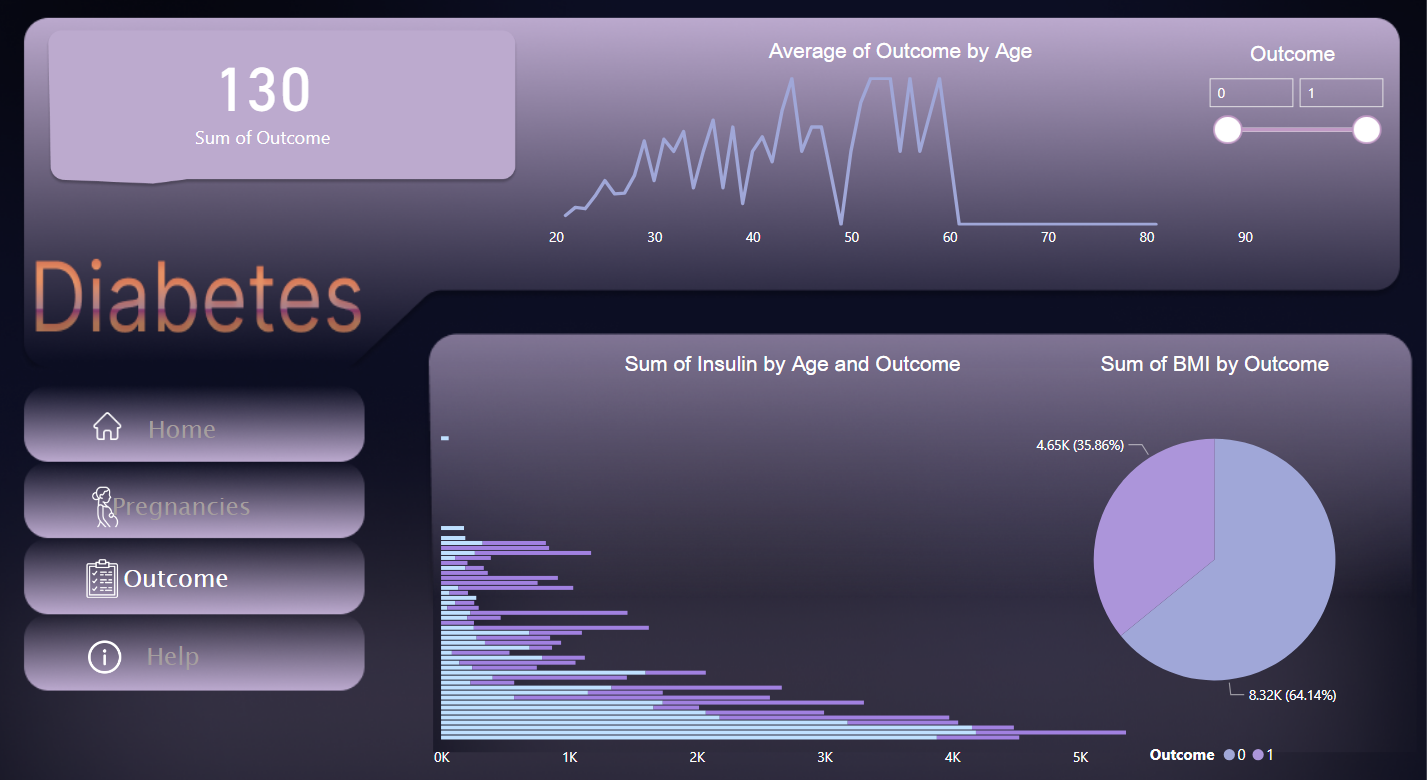 130
Sum of Outcome
Average of Outcome by Age
20 30 40 50 60 70 80 90
Outcome
0 1
Diabetes
Home
Pregnancies
Outcome
Help
Sum of Insulin by Age and Outcome
0K 1K 2K 3K 4K 5K
Sum of BMI by Outcome
4.65K (35.86%)
8.32K (64.14%)
Outcome 0 1